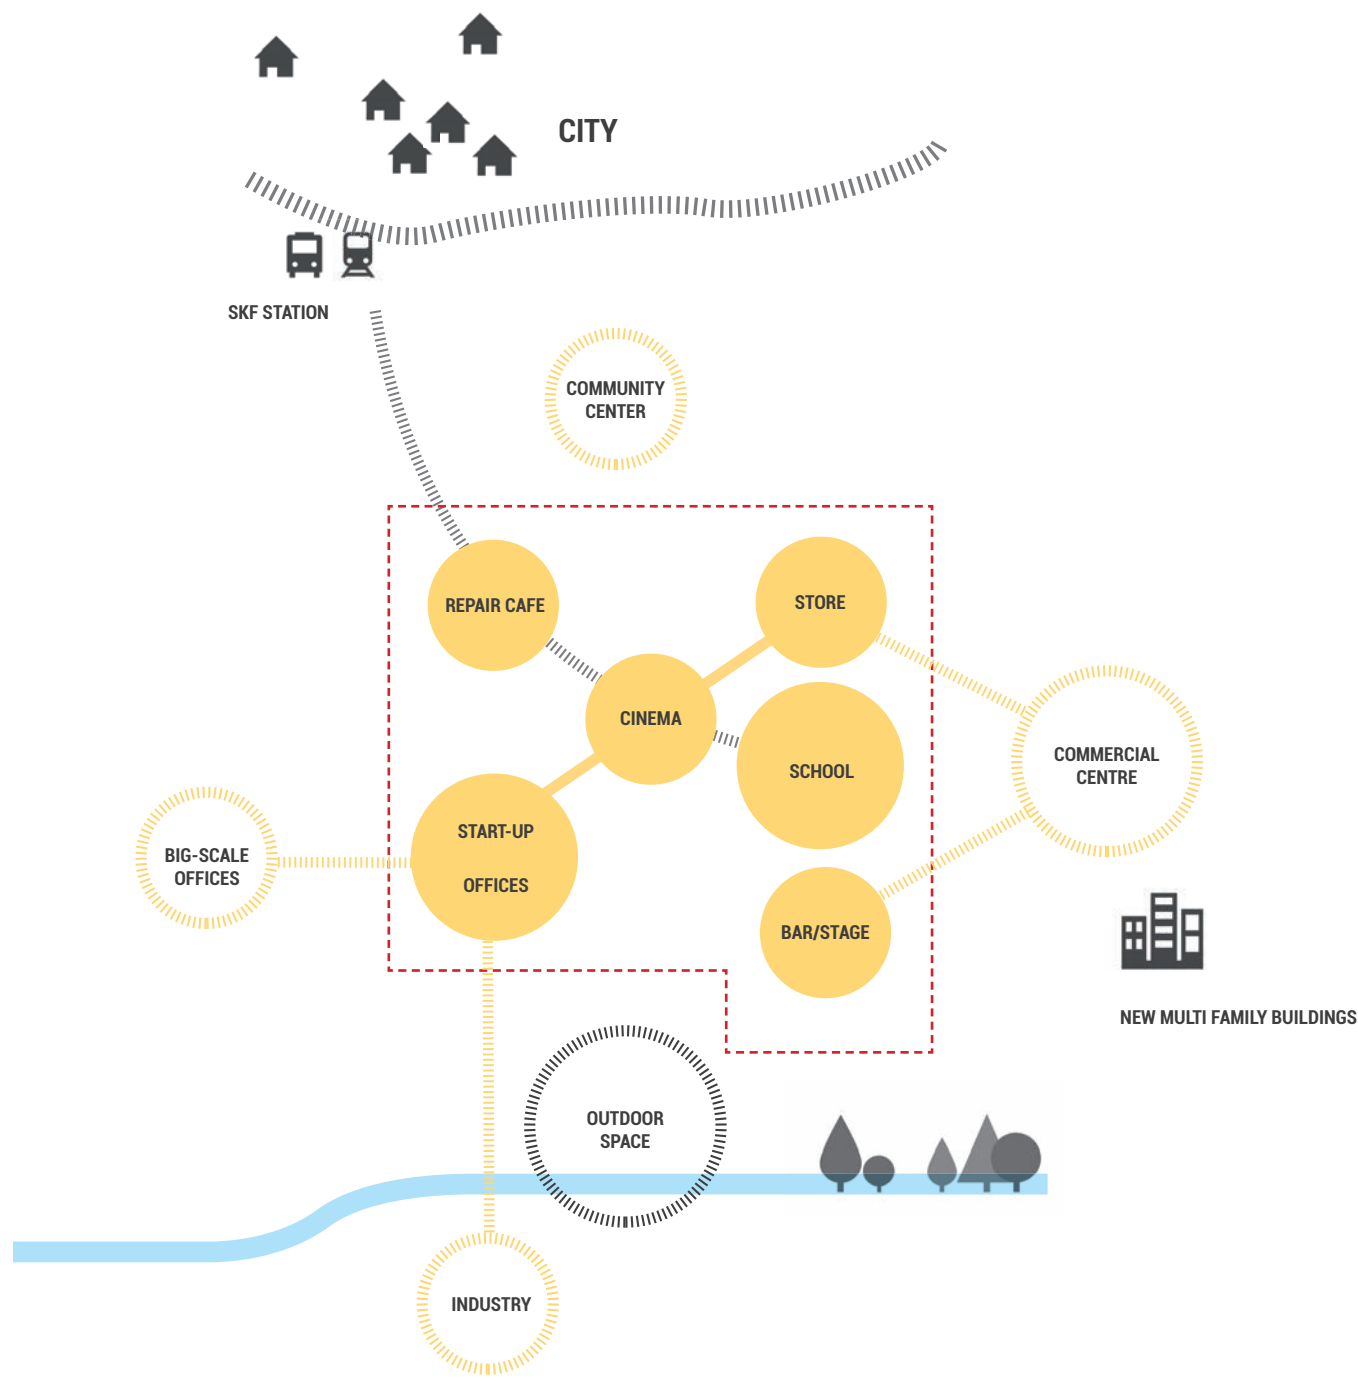 CITY
SKF STATION
COMMUNITY
CENTER
REPAIR CAFE
STORE
CINEMA
SCHOOL
COMMERCIAL
CENTRE
START-UP
OFFICES
BIG-SCALE
OFFICES
BAR/STAGE
NEW MULTI FAMILY BUILDINGS
OUTDOOR
SPACE
INDUSTRY